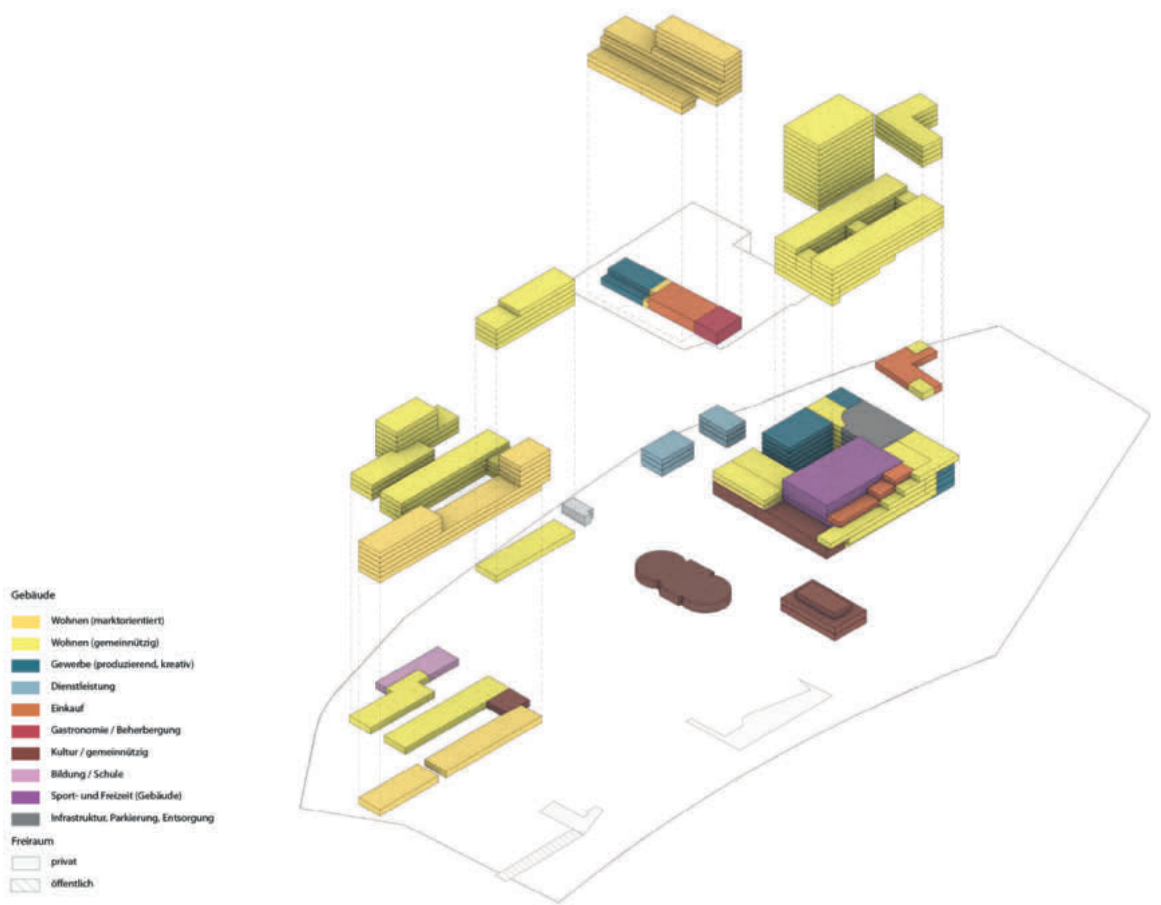 Gebäude
Wohnen (marktorientiert)
Wohnen (gemeinnützig)
Gewerbe (produzierend, kreativ)
Dienstleistung
Einkauf
Gastronomie / Beherbergung
Kultur / gemeinnützig
Bildung / Schule
Sport- und Freizeit (Gebäude)
Infrastruktur, Parkierung, Entsorgung
Freiraum
privat
öffentlich